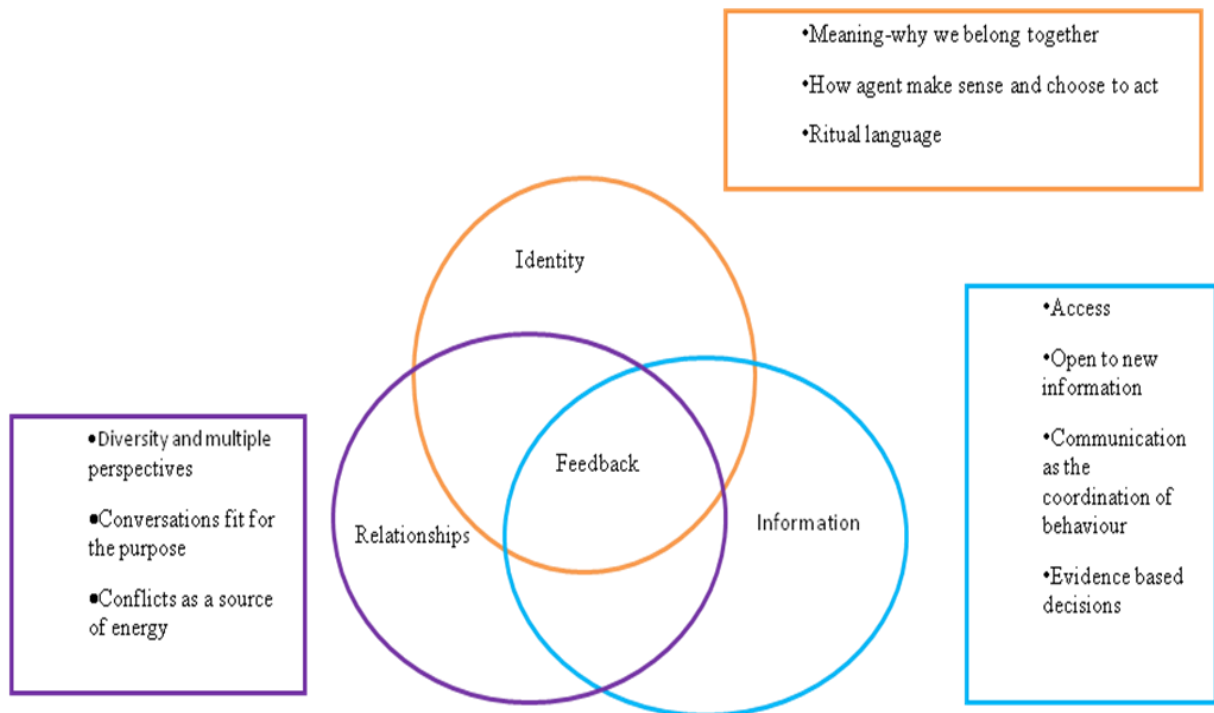 •Meaning-why we belong together
•How agent make sense and choose to act
•Ritual language
Identity
•Access
•Open to new
information
•Communication
as the
coordination of
behaviour
•Evidence based
decisions
•Diversity and multiple
perspectives
•Conversations fit for
the purpose
•Conflicts as a source
of energy
Feedback
Relationships
Information